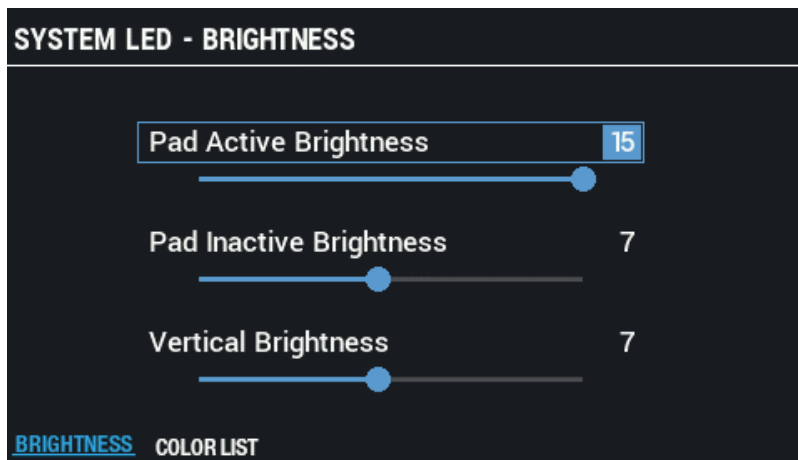 SYSTEM LED - BRIGHTNESS
Pad Active Brightness 15
Pad Inactive Brightness 7
Vertical Brightness 7
BRIGHTNESS COLOR LIST